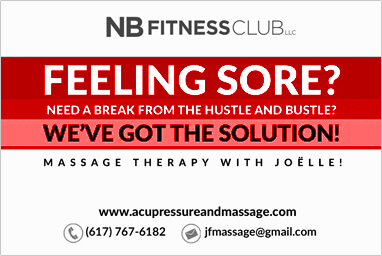 NB FITNESS CLUB LLC
FEELING SORE?
NEED A BREAK FROM THE HUSTLE AND BUSTLE?
WE'VE GOT THE SOLUTION!
MASSAGE THERAPY WITH JOËLLE!
www.acupressureandmassage.com
(617) 767-6182 jfmassage@gmail.com